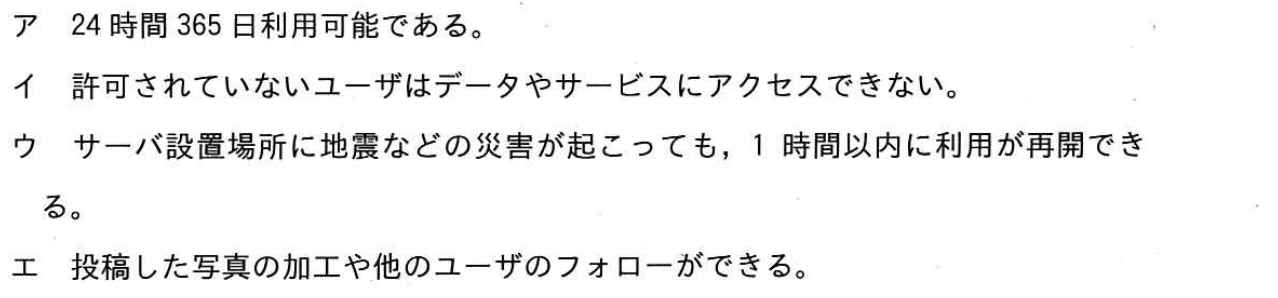 ア　24時間365日利用可能である。
イ　許可されていないユーザはデータやサービスにアクセスできない。
ウ　サーバ設置場所に地震などの災害が起こっても，1 時間以内に利用が再開でき
る。
エ　投稿した写真の加工や他のユーザのフォローができる。